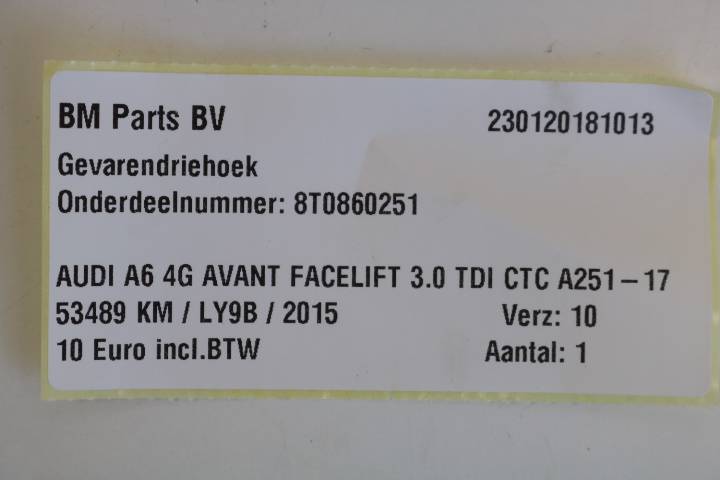 BM Parts BV 230120181013
Gevarendriehoek
Onderdeelnummer: 8T0860251
AUDI A6 4G AVANT FACELIFT 3.0 TDI CTC A251-17
53489 KM / LY9B / 2015 Verz: 10
10 Euro incl.BTW Aantal: 1